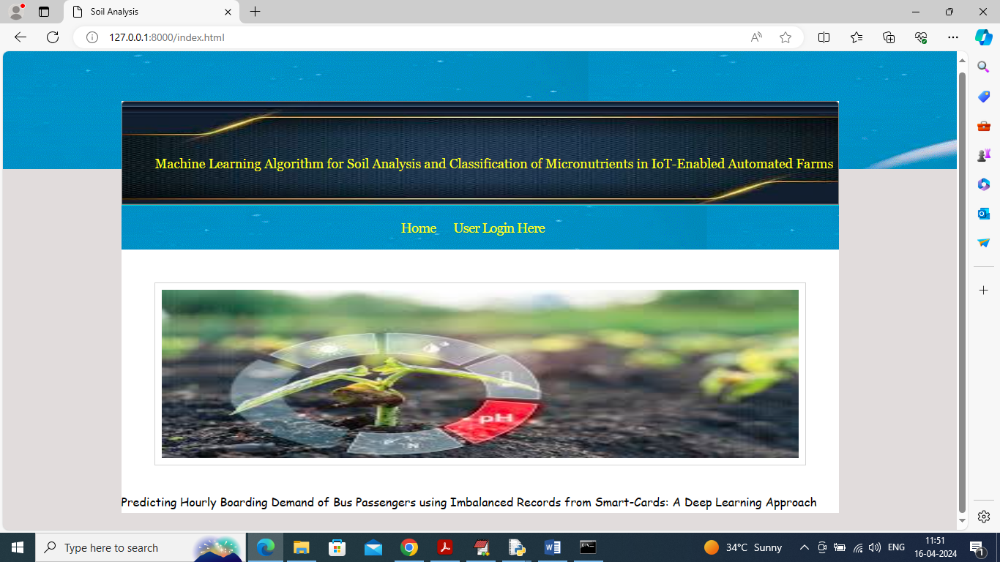 Soil Analysis
127.0.0.1:8000/index.html
Machine Learning Algorithm for Soil Analysis and Classification of Micronutrients in IoT-Enabled Automated Farms
Home User Login Here
pH
N
Predicting Hourly Boarding Demand of Bus Passengers using Imbalanced Records from Smart-Cards: A Deep Learning Approach
Type here to search
34°C Sunny
ENG
11:51
16-04-2024
1